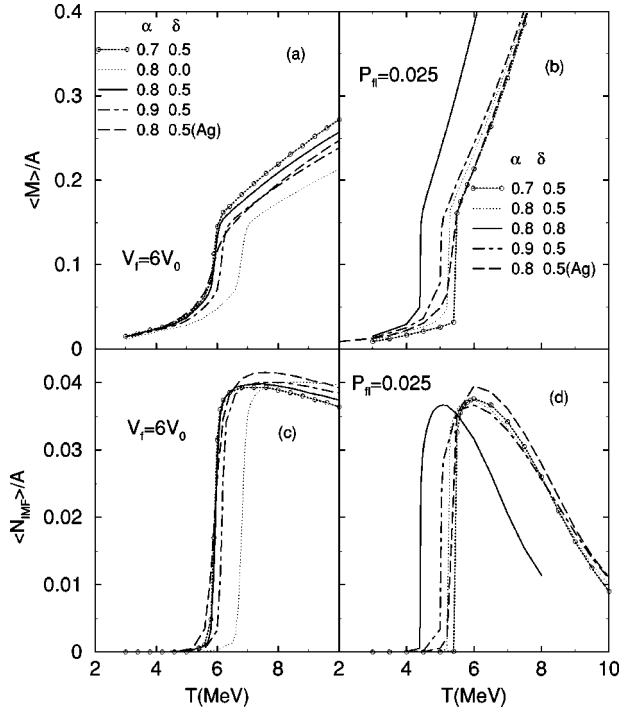 α δ
0.7 0.5
0.8 0.0
0.8 0.5
0.9 0.5
0.8 0.5(Ag)
(a)
V_f=6V_0
<M>/A
0.4
0.3
0.2
0.1
0
P_fl=0.025
(b)
α δ
0.7 0.5
0.8 0.5
0.8 0.8
0.9 0.5
0.8 0.5(Ag)
V_f=6V_0
(c)
<N_IMF>/A
0.04
0.03
0.02
0.01
0
P_fl=0.025
(d)
2 4 6 8 2 4 6 8 10
T(MeV) T(MeV)